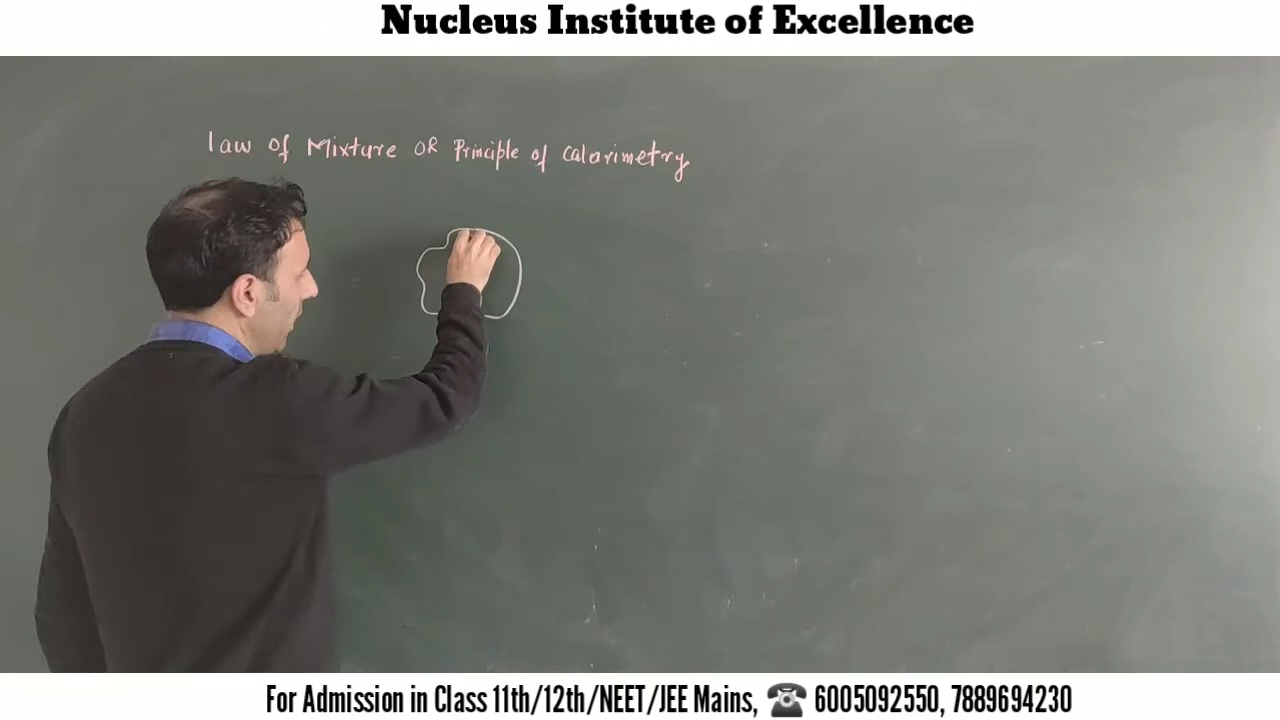 Nucleus Institute of Excellence
Law of Mixture OR Principle of Calorimetry
For Admission in Class 11th/12th/NEET/JEE Mains, ☎ 6005092550, 7889694230